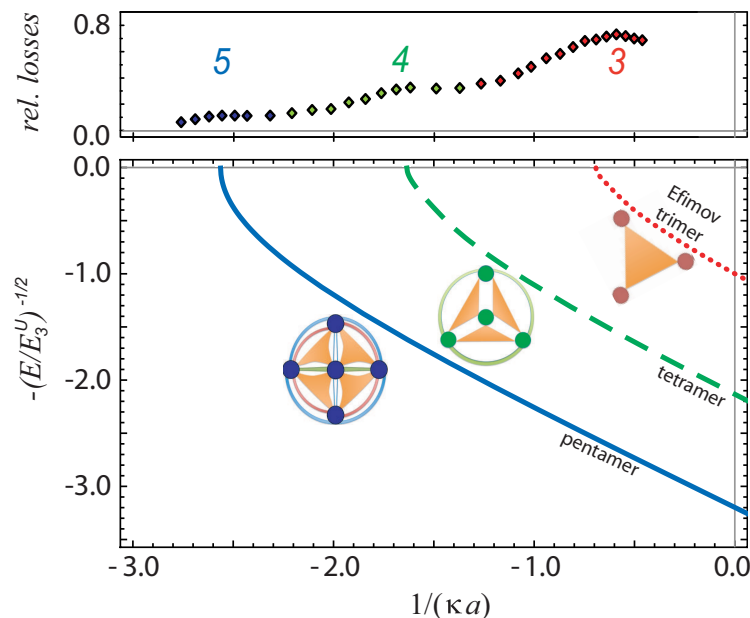 0.8
rel. losses
5
4
3
0.0
0.0
Efimov
trimer
-1.0
-(E/E₃ᵁ)⁻¹/²
-2.0
tetramer
pentamer
-3.0
-3.0 -2.0 -1.0 0.0
1/(κa)